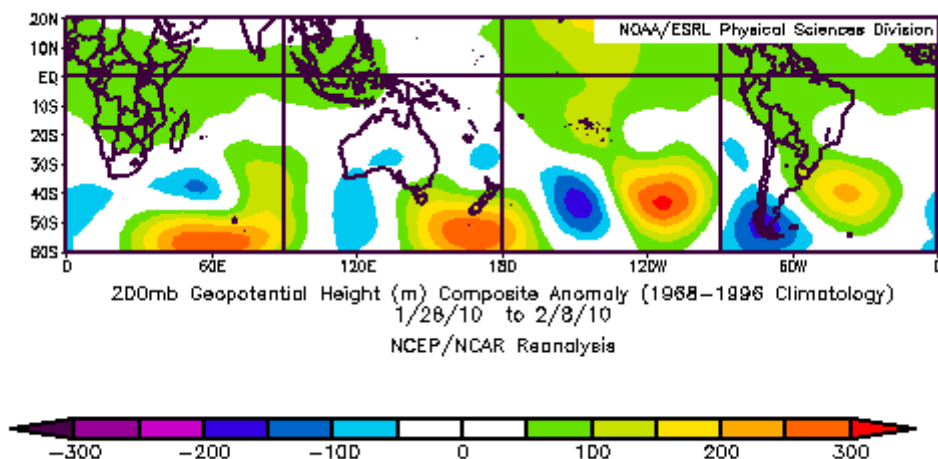 NOAA/ESRL Physical Sciences Division
20N
10N
EQ
10S
20S
30S
40S
50S
60S
0 60E 120E 180 120W 60W 0
200mb Geopotential Height (m) Composite Anomaly (1968-1996 Climatology)
1/28/10 to 2/8/10
NCEP/NCAR Reanalysis
-300 -200 -100 0 100 200 300